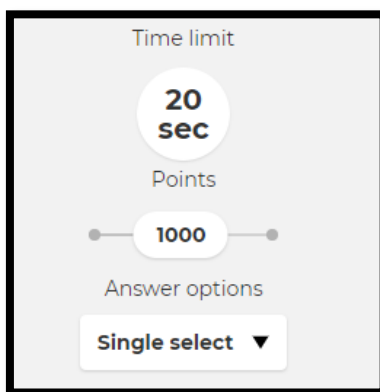 Time limit
20
sec
Points
1000
Answer options
Single select